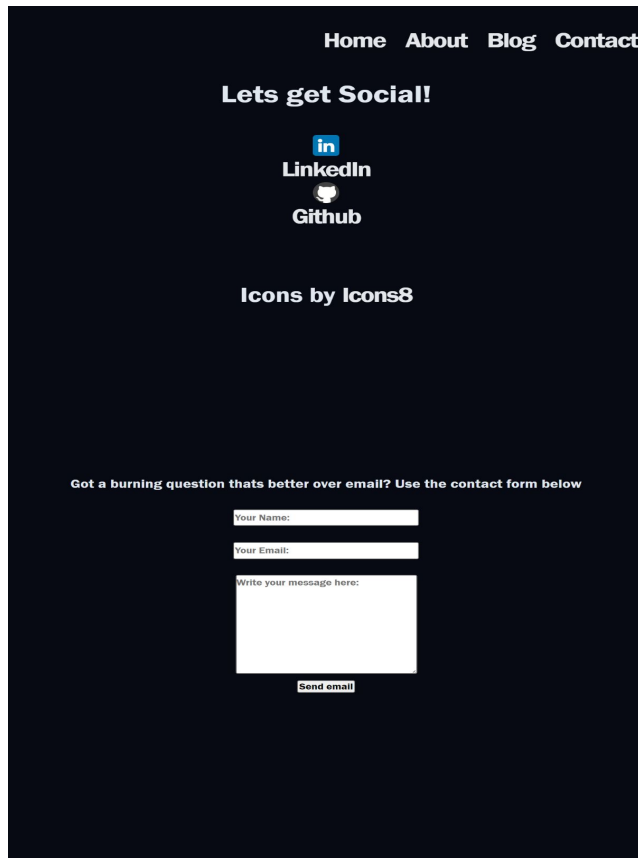 Home About Blog Contact
Lets get Social!
in
LinkedIn
Github
Icons by Icons8
Got a burning question thats better over email? Use the contact form below
Your Name:
Your Email:
Write your message here:
Send email